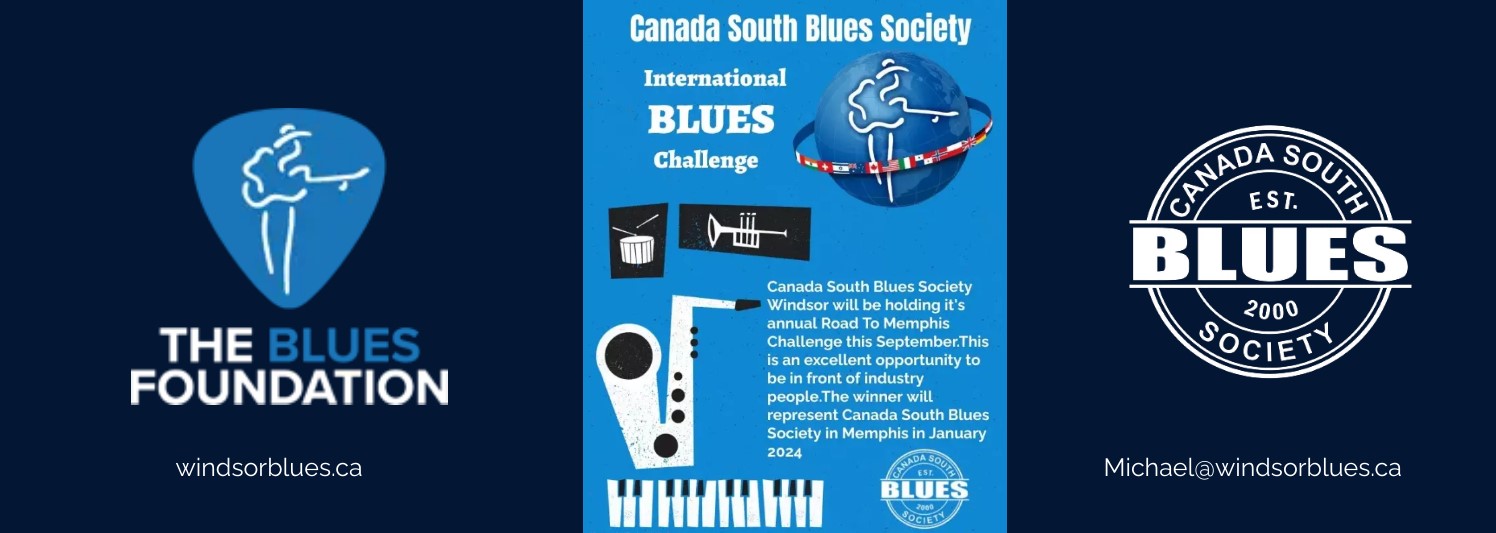 THE BLUES
FOUNDATION
windsorblues.ca
Canada South Blues Society
International
BLUES
Challenge
Canada South Blues Society
Windsor will be holding it's
annual Road To Memphis
Challenge this September.This
is an excellent opportunity to
be in front of industry
people.The winner will
represent Canada South Blues
Society in Memphis in January
2024
CANADA SOUTH
EST.
BLUES
2000
SOCIETY
CANADA SOUTH
EST.
BLUES
2000
SOCIETY
Michael@windsorblues.ca